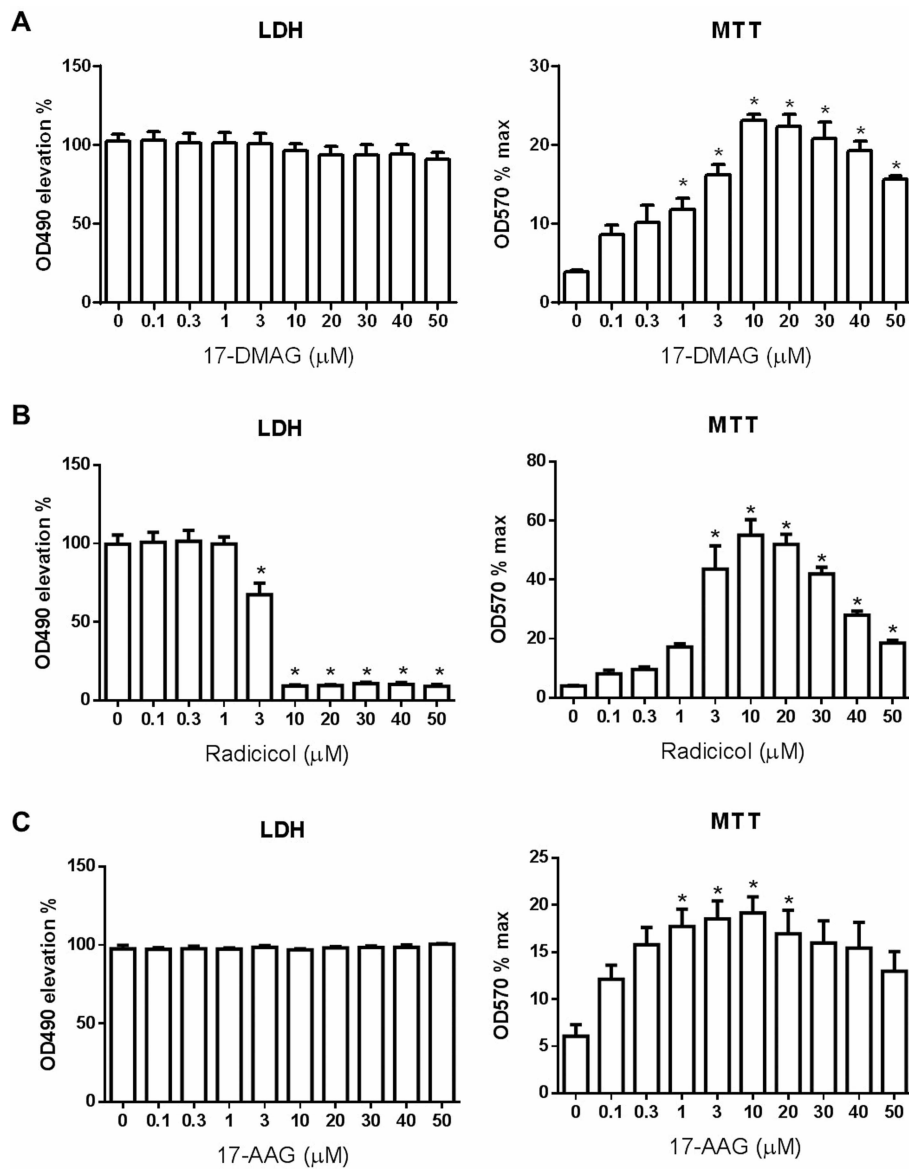 A
LDH
OD490 elevation %
150
100
50
0
0 0.1 0.3 1 3 10 20 30 40 50
17-DMAG (μM)
MTT
OD570 % max
30
20
10
0
* * * * * * *
0 0.1 0.3 1 3 10 20 30 40 50
17-DMAG (μM)
B
LDH
OD490 elevation %
150
100
50
0
* * * * * *
0 0.1 0.3 1 3 10 20 30 40 50
Radicicol (μM)
MTT
OD570 % max
80
60
40
20
0
* * * * * *
0 0.1 0.3 1 3 10 20 30 40 50
Radicicol (μM)
C
LDH
OD490 elevation %
150
100
50
0
0 0.1 0.3 1 3 10 20 30 40 50
17-AAG (μM)
MTT
OD570 % max
25
20
15
10
5
0
* * * *
0 0.1 0.3 1 3 10 20 30 40 50
17-AAG (μM)